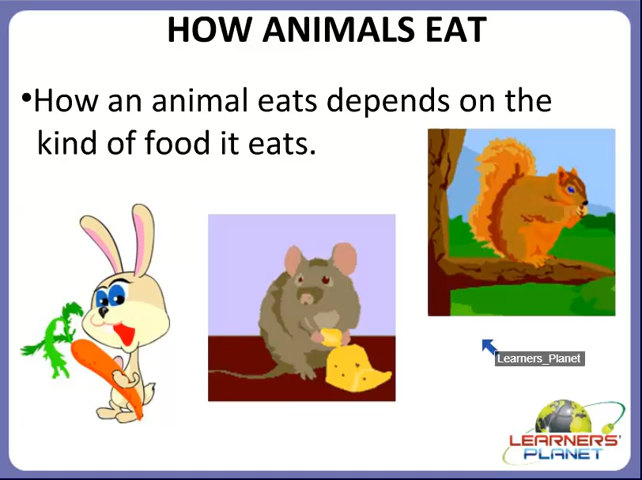 HOW ANIMALS EAT
•How an animal eats depends on the
kind of food it eats.
Learners_Planet
LEARNERS'
PLANET